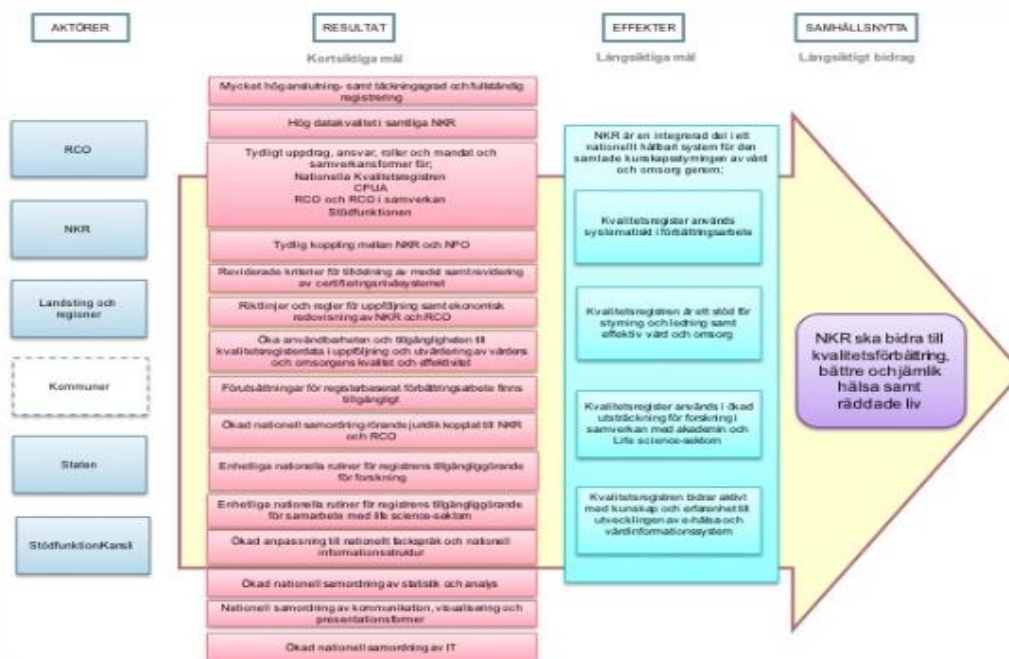 AKTÖRER
RESULTAT
EFFEKTER
SAMHÄLLSNYTTA
Kortsiktiga mål
Långsiktiga mål
Långsiktigt bidrag
RCO
NKR
Landsting och
regioner
Kommuner
Staten
Stödfunktion/Kansli
Mycket hög anslutning- samt täckningsgrad och fullständig
registrering
Hög datakvalitet i samtliga NKR
Tydligt uppdrag, ansvar, roller och mandat och
samverkansformer för;
Nationella Kvalitetsregistren
CPUA
RCO och RCO i samverkan
Stödfunktionen
Tydlig koppling mellan NKR och NPO
Reviderade kriterier för tilldelning av medel samt revidering
av certifieringsnivåsystemet
Riktlinjer och regler för uppföljning samt ekonomisk
redovisning av NKR och RCO
Öka användbarheten och tillgängligheten till
kvalitetsregisterdata i uppföljning och utvärdering av vårdens
och omsorgens kvalitet och effektivitet
Förutsättningar för registerbaserat förbättringsarbete finns
tillgängligt
Ökad nationell samordning rörande juridik kopplat till NKR
och RCO
Enhetliga nationella rutiner för registrens tillgängliggörande
för forskning
Enhetliga nationella rutiner för registrens tillgängliggörande
för samarbete med life science-sektorn
Ökad anpassning till nationellt fackspråk och nationell
informationsstruktur
Ökad nationell samordning av statistik och analys
Nationell samordning av kommunikation, visualisering och
presentationsformer
Ökad nationell samordning av IT
NKR är en integrerad del i ett
nationellt hållbart system för den
samlade kunskapsstyrningen av vård
och omsorg genom;
Kvalitetsregister används
systematiskt i förbättringsarbete
Kvalitetsregistren är ett stöd för
styrning och ledning samt
effektiv vård och omsorg
Kvalitetsregister används i ökad
utsträckning för forskning i
samverkan med akademin och
Life science-sektorn
Kvalitetsregistren bidrar aktivt
med kunskap och erfarenhet till
utvecklingen av e-hälsa och
vårdinformationssystem
NKR ska bidra till
kvalitetsförbättring,
bättre och jämlik
hälsa samt
räddade liv